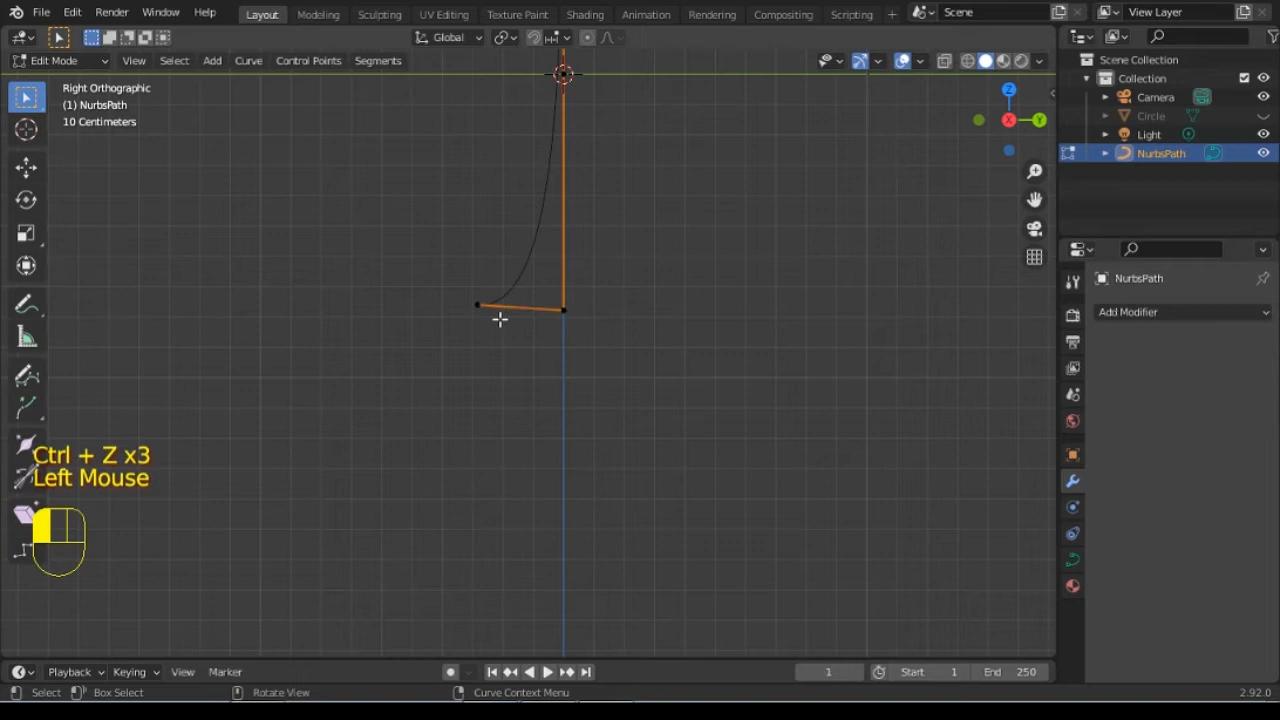 File Edit Render Window Help Layout Modeling Sculpting UV Editing Texture Paint Shading Animation Rendering Compositing Scripting + Scene View Layer
Global
Edit Mode View Select Add Curve Control Points Segments
Right Orthographic
(1) NurbsPath
10 Centimeters
Z
X
Y
Scene Collection
Collection
Camera
Circle
Light
NurbsPath
NurbsPath
Add Modifier
Ctrl + Z x3
Left Mouse
Playback Keying View Marker 1 Start 1 End 250
Select Box Select Rotate View Curve Context Menu 2.92.0